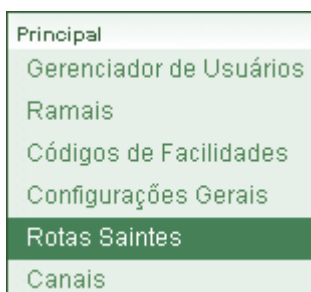 Principal
Gerenciador de Usuários
Ramais
Códigos de Facilidades
Configurações Gerais
Rotas Saintes
Canais